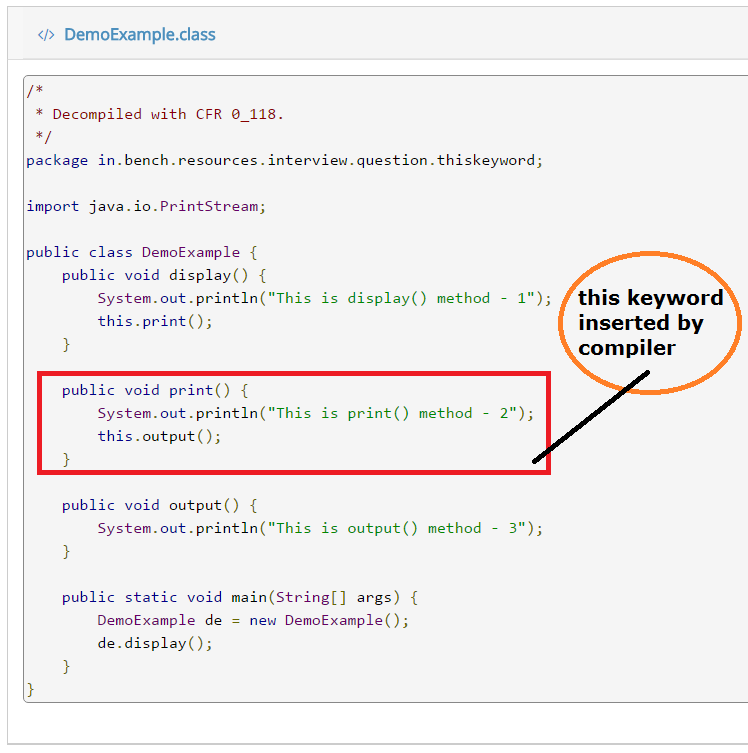 </> DemoExample.class
/*
 * Decompiled with CFR 0_118.
 */
package in.bench.resources.interview.question.thiskeyword;
import java.io.PrintStream;
public class DemoExample {
    public void display() {
        System.out.println("This is display() method - 1");
        this.print();
    }
    public void print() {
        System.out.println("This is print() method - 2");
        this.output();
    }
    public void output() {
        System.out.println("This is output() method - 3");
    }
    public static void main(String[] args) {
        DemoExample de = new DemoExample();
        de.display();
    }
}
this keyword
inserted by
compiler